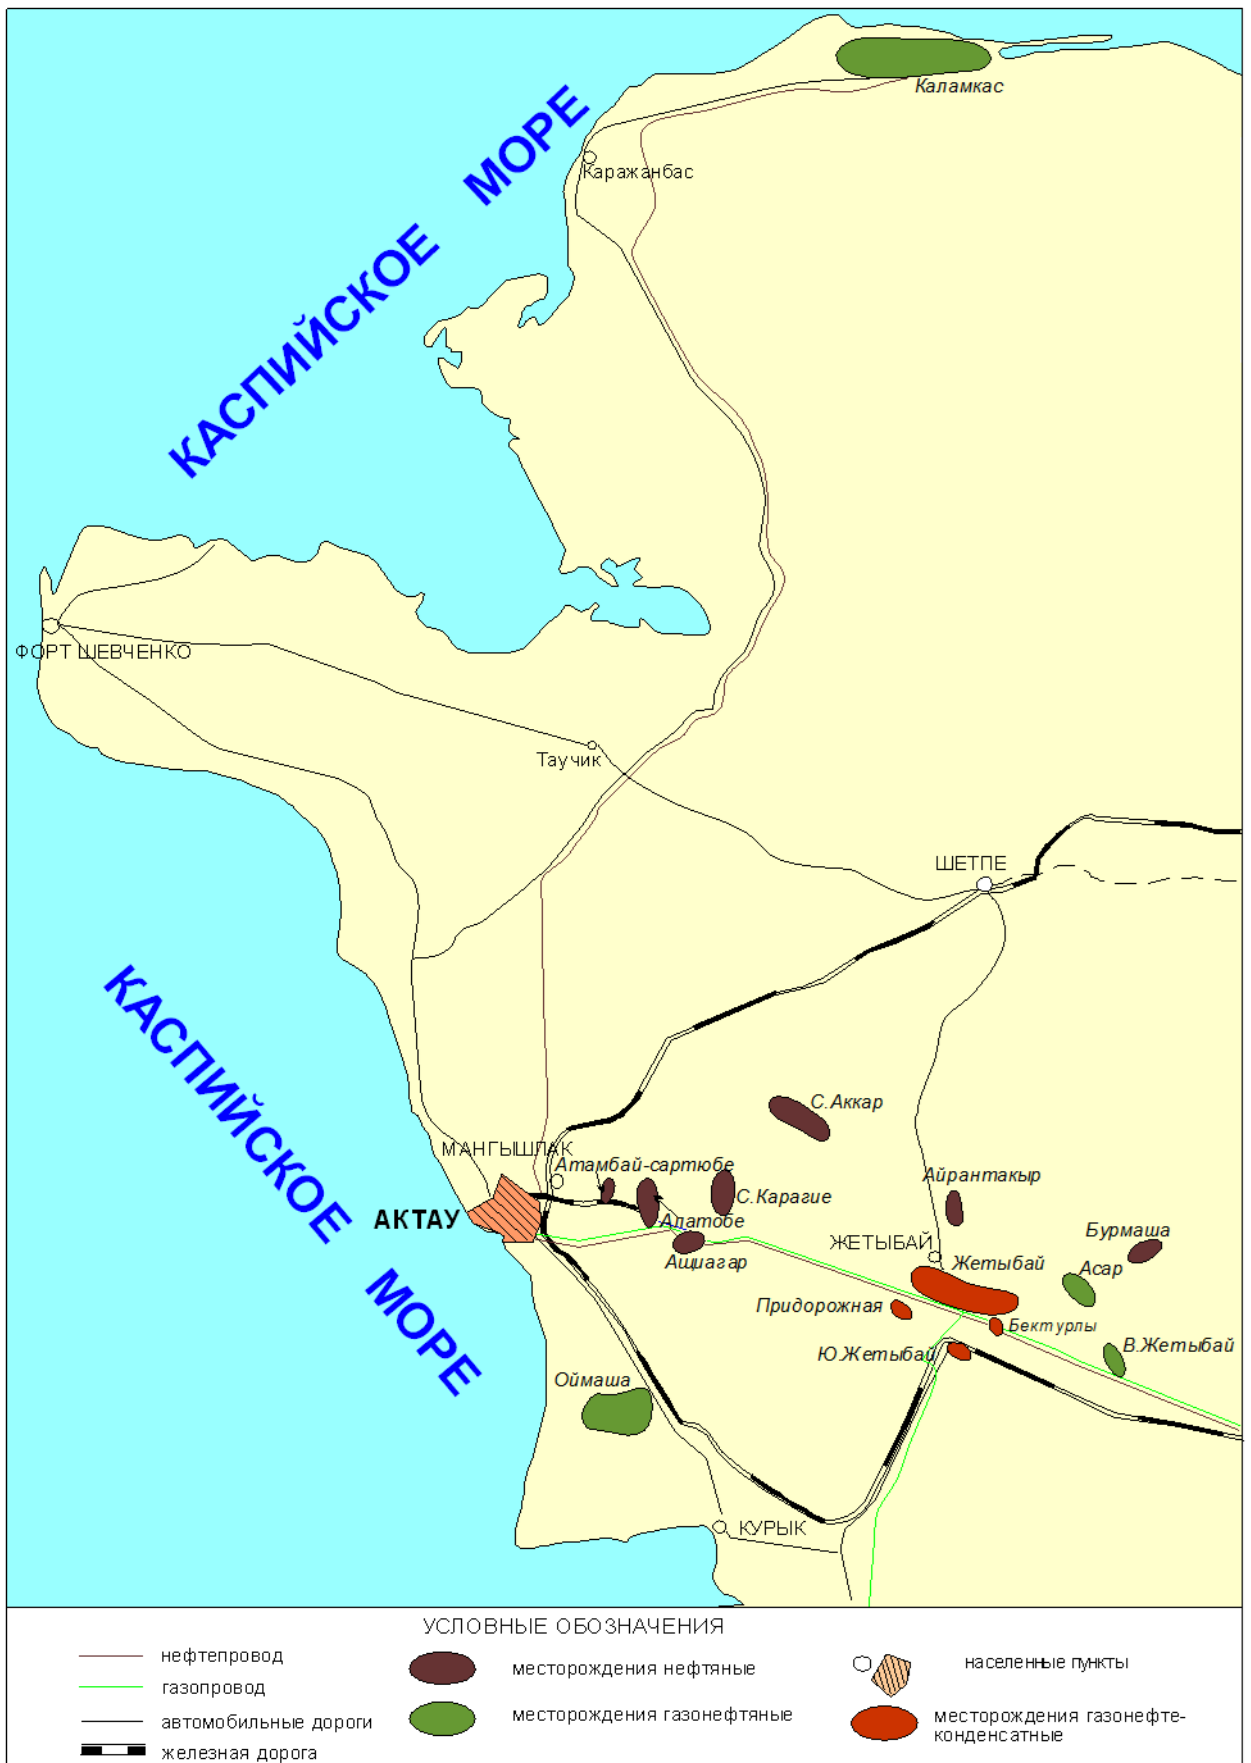 Каламкас
МОРЕ
Каражанбас
КАСПИЙСКОЕ
ФОРТ ШЕВЧЕНКО
Таучик
ШЕТПЕ
КАСПИЙСКОЕ
С.Аккар
МАНГЫШЛАК
Атамбай-сартюбе
Айрантакыр
С.Карагие
АКТАУ
Алатобе
Бурмаша
ЖЕТЫБАЙ
Ащиагар
Жетыбай
Асар
Придорожная
МОРЕ
Бектурлы
Ю.Жетыбай
В.Жетыбай
Оймаша
КУРЫК
УСЛОВНЫЕ ОБОЗНАЧЕНИЯ
нефтепровод
газопровод
автомобильные дороги
железная дорога
месторождения нефтяные
месторождения газонефтяные
населенные пункты
месторождения газонефте-
конденсатные